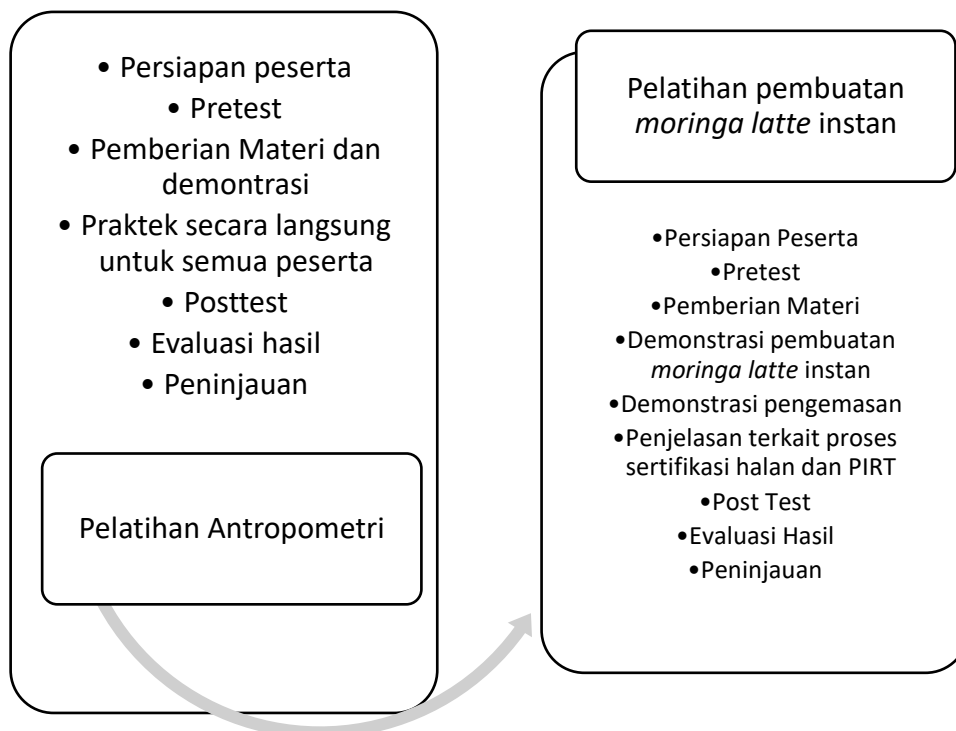 • Persiapan peserta
• Pretest
• Pemberian Materi dan
demontrasi
• Praktek secara langsung
untuk semua peserta
• Posttest
• Evaluasi hasil
• Peninjauan
Pelatihan Antropometri
Pelatihan pembuatan
moringa latte instan
•Persiapan Peserta
•Pretest
•Pemberian Materi
•Demonstrasi pembuatan
moringa latte instan
•Demonstrasi pengemasan
•Penjelasan terkait proses
sertifikasi halan dan PIRT
•Post Test
•Evaluasi Hasil
•Peninjauan